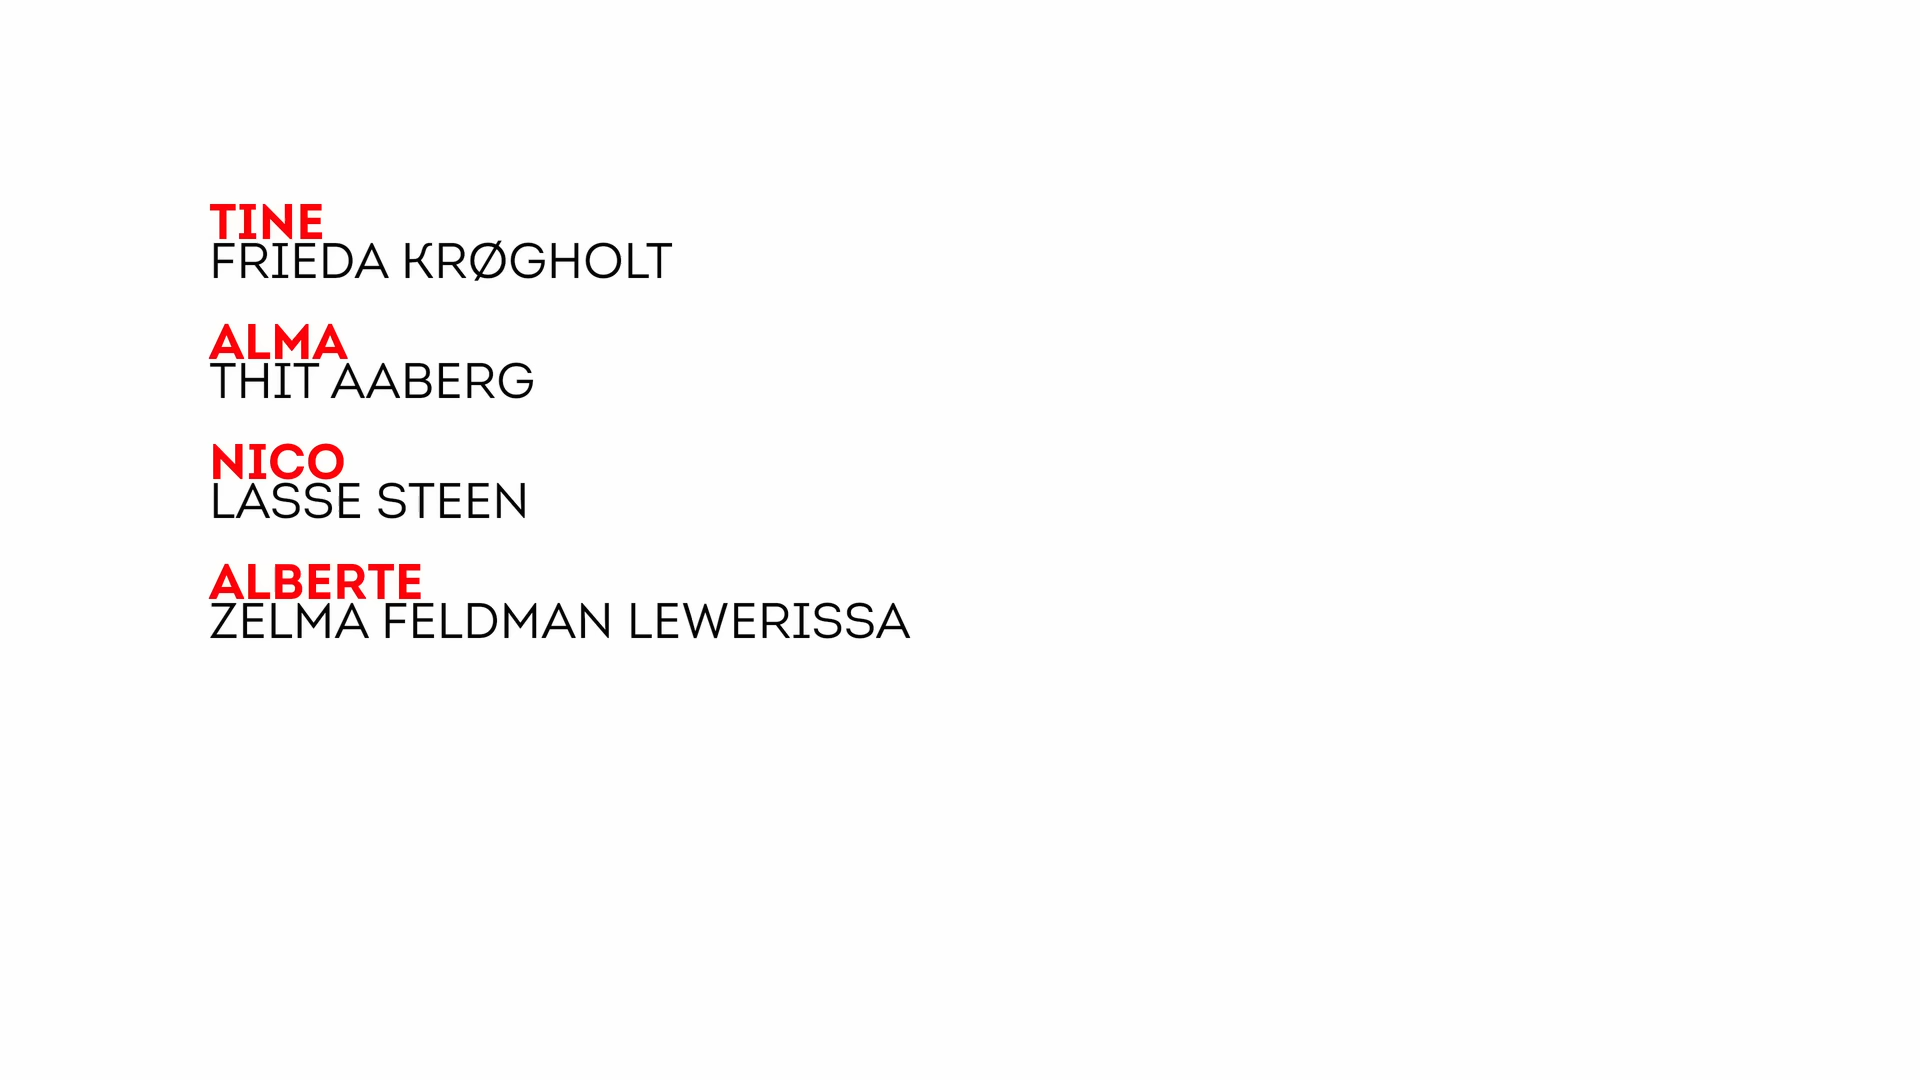 TINE
FRIEDA KRØGHOLT
ALMA
THIT AABERG
NICO
LASSE STEEN
ALBERTE
ZELMA FELDMAN LEWERISSA